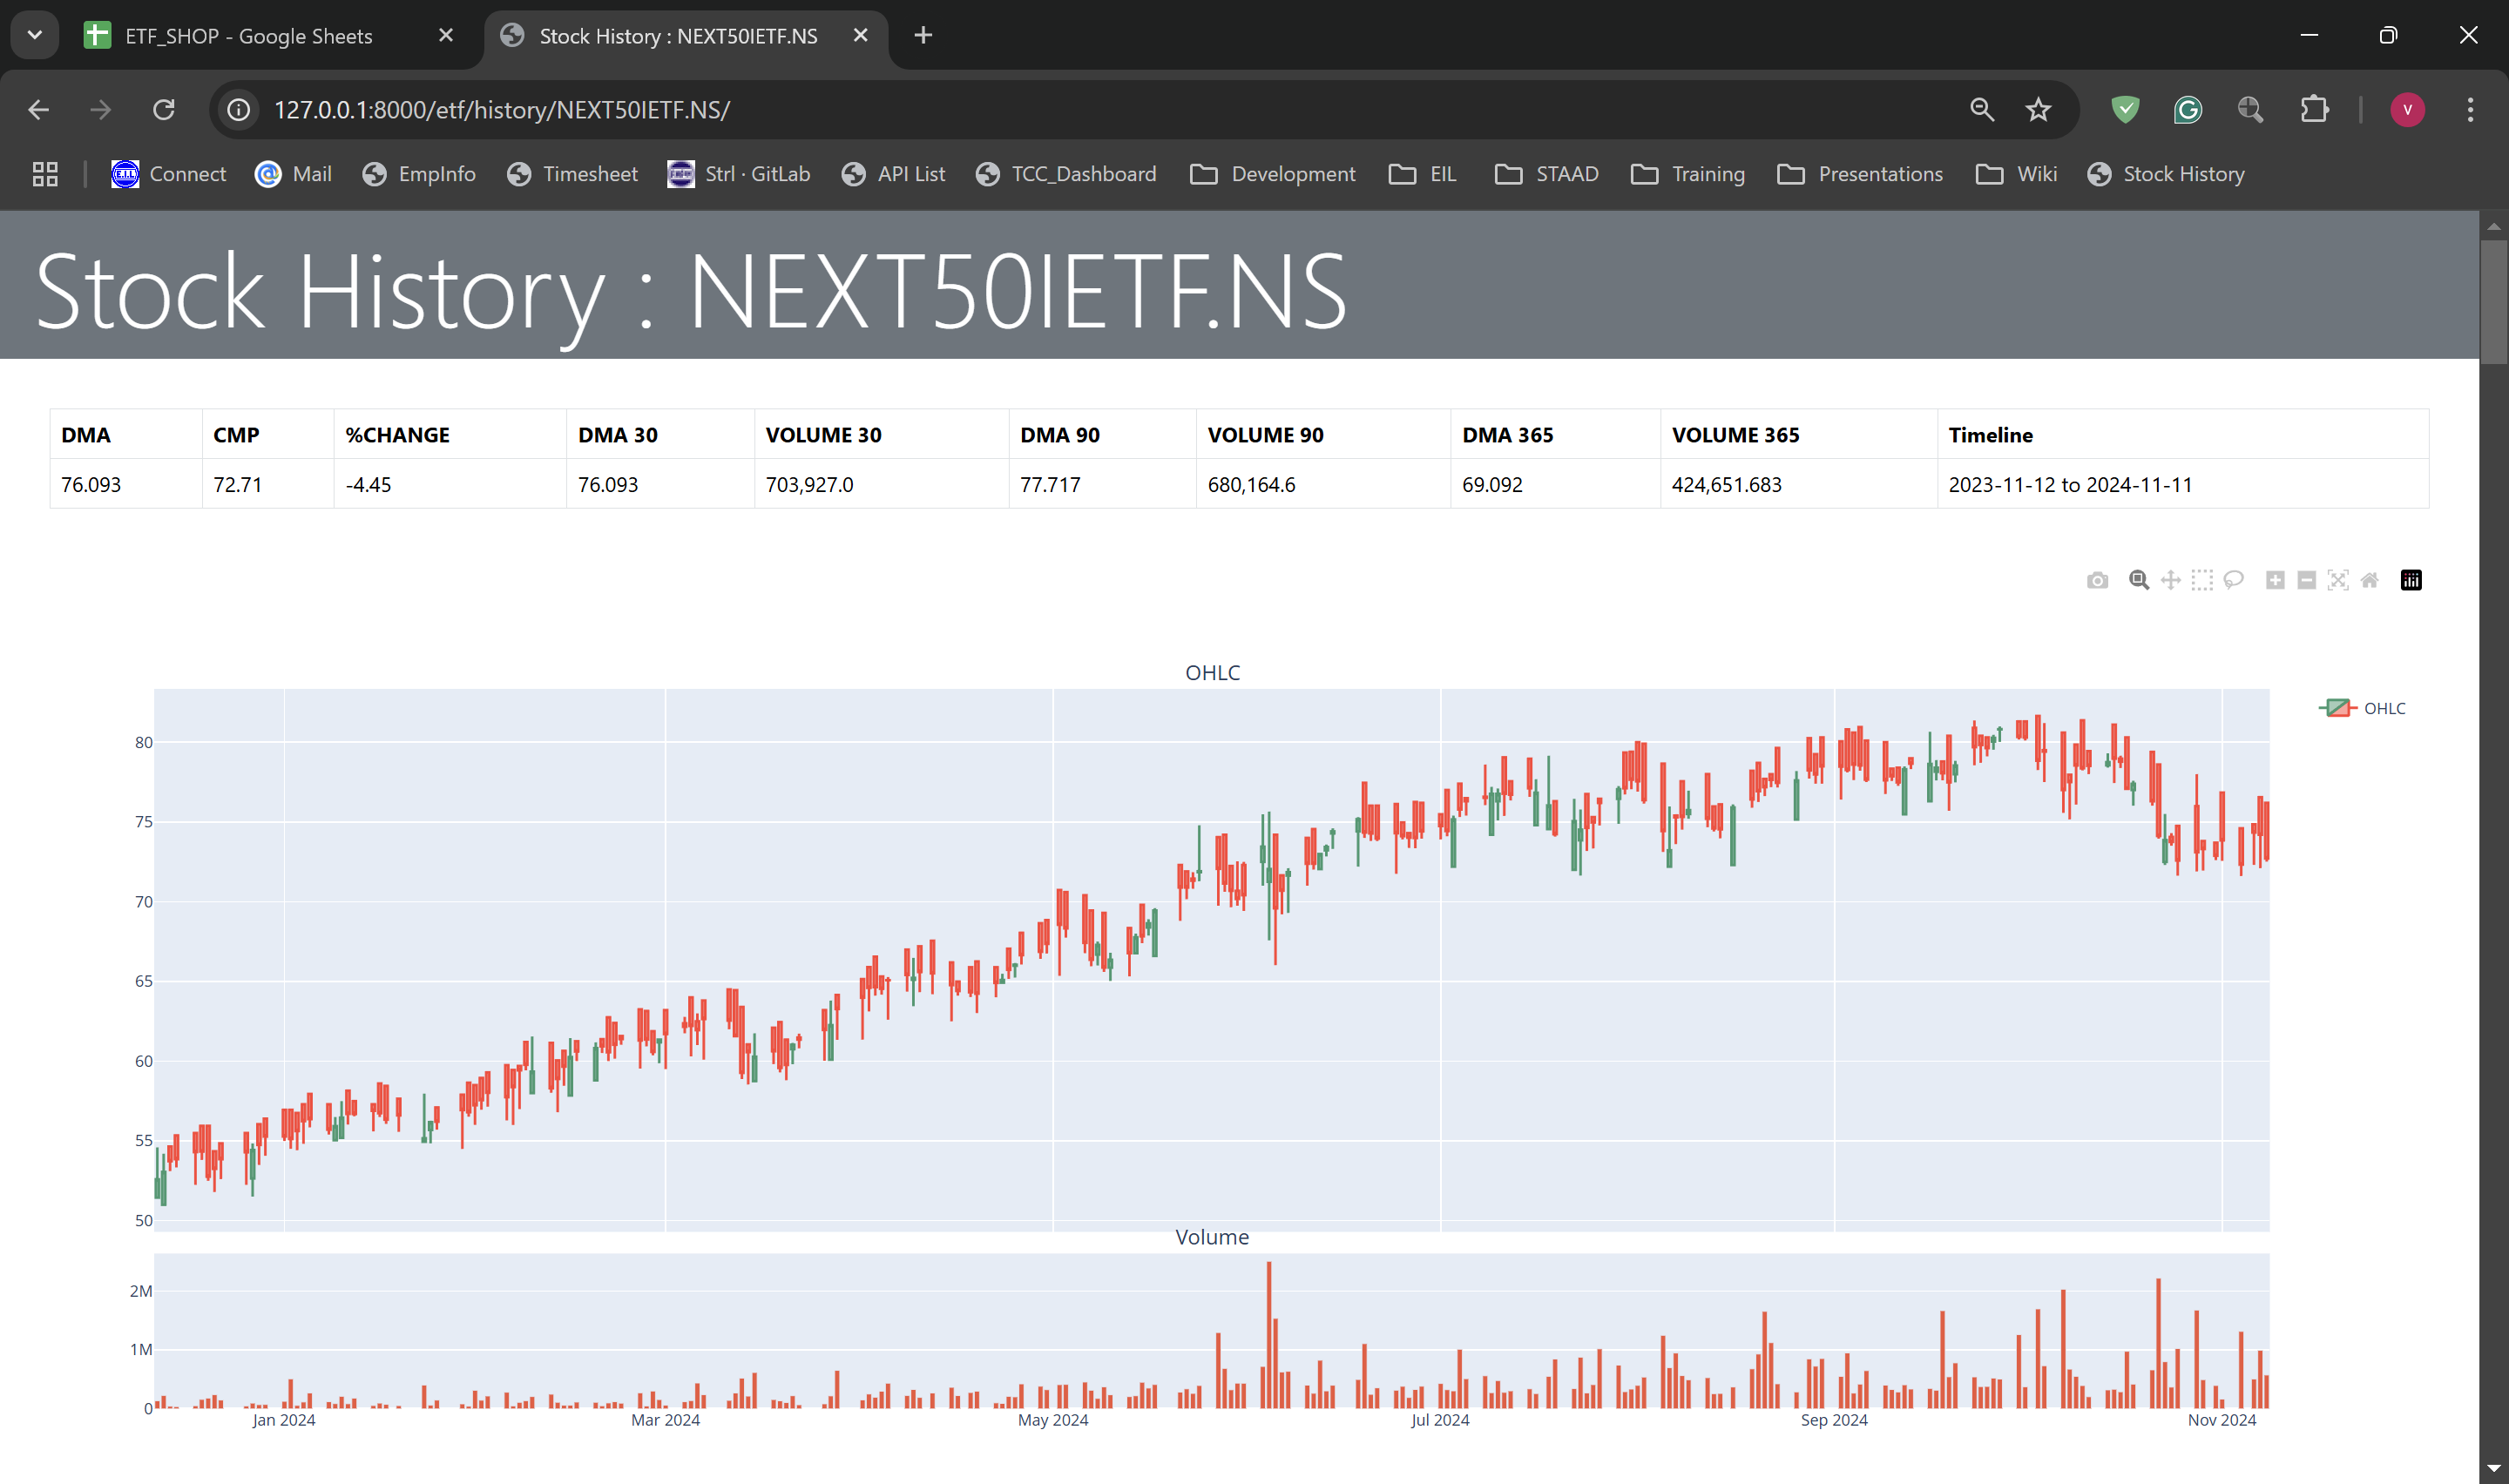 ETF_SHOP - Google Sheets
Stock History : NEXT50IETF.NS
127.0.0.1:8000/etf/history/NEXT50IETF.NS/
V
Connect Mail EmpInfo Timesheet Strl · GitLab API List TCC_Dashboard Development EIL STAAD Training Presentations Wiki Stock History
Stock History : NEXT50IETF.NS
DMA CMP %CHANGE DMA 30 VOLUME 30 DMA 90 VOLUME 90 DMA 365 VOLUME 365 Timeline
76.093 72.71 -4.45 76.093 703,927.0 77.717 680,164.6 69.092 424,651.683 2023-11-12 to 2024-11-11
OHLC
OHLC
80
75
70
65
60
55
50
Volume
2M
1M
0
Jan 2024 Mar 2024 May 2024 Jul 2024 Sep 2024 Nov 2024